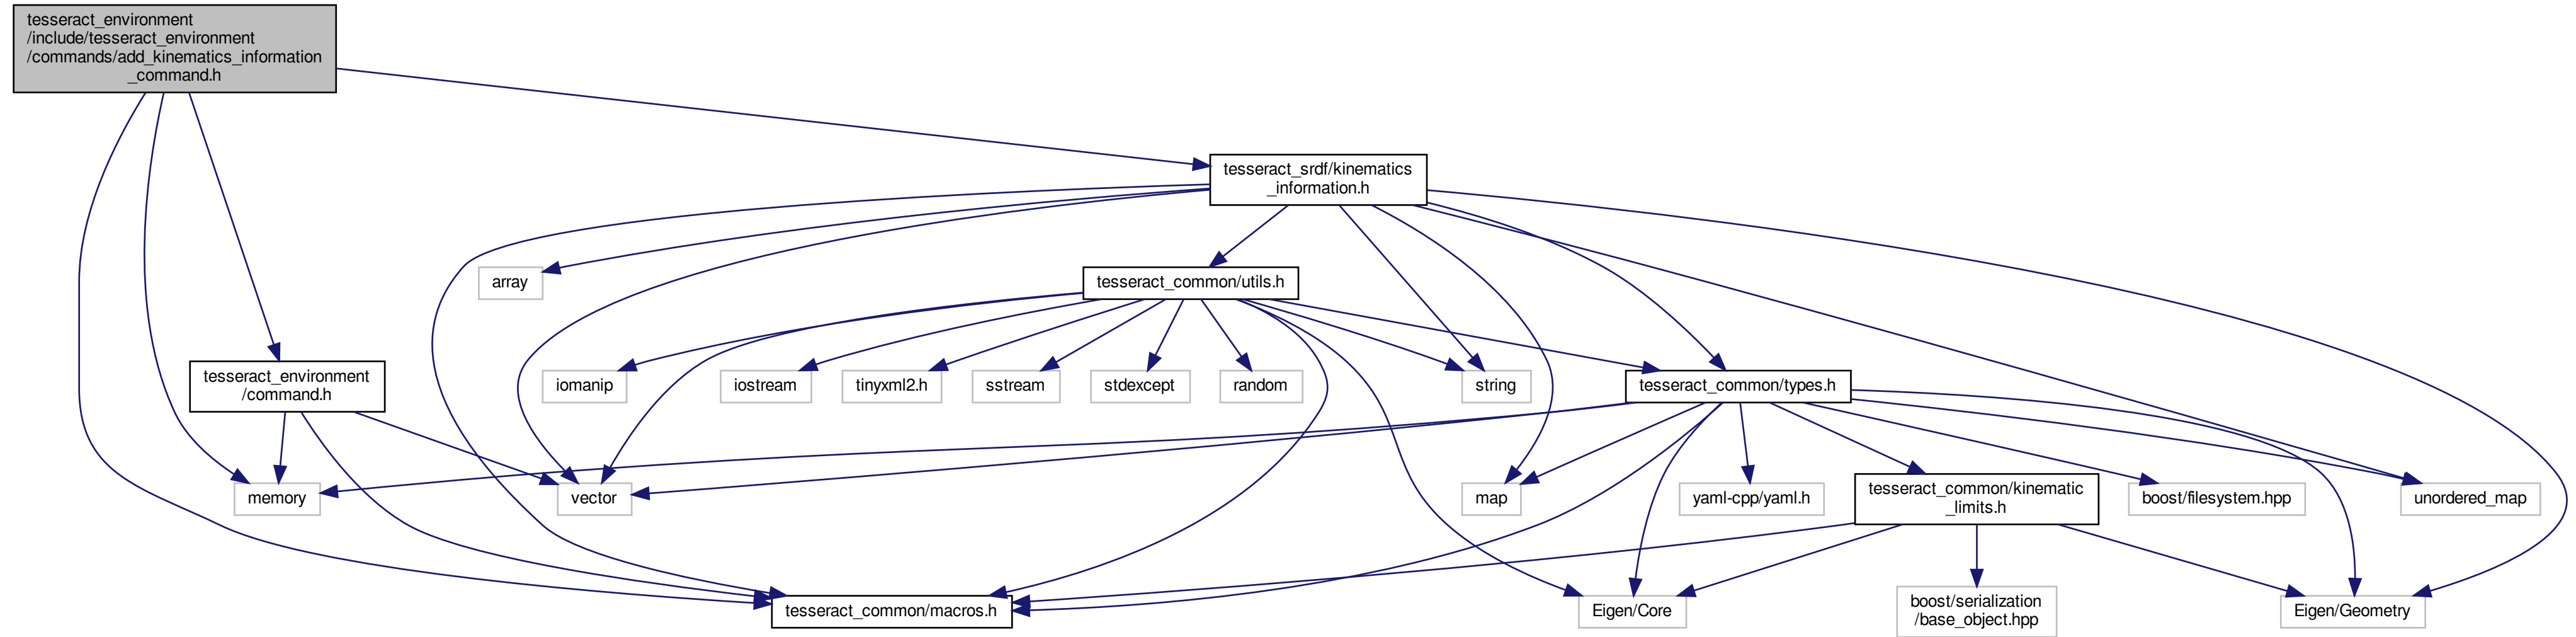 tesseract_environment
/include/tesseract_environment
/commands/add_kinematics_information
_command.h
tesseract_srdf/kinematics
_information.h
array
tesseract_common/utils.h
tesseract_environment
/command.h
iomanip
iostream
tinyxml2.h
sstream
stdexcept
random
string
tesseract_common/types.h
memory
vector
map
yaml-cpp/yaml.h
tesseract_common/kinematic
_limits.h
boost/filesystem.hpp
unordered_map
tesseract_common/macros.h
Eigen/Core
boost/serialization
/base_object.hpp
Eigen/Geometry